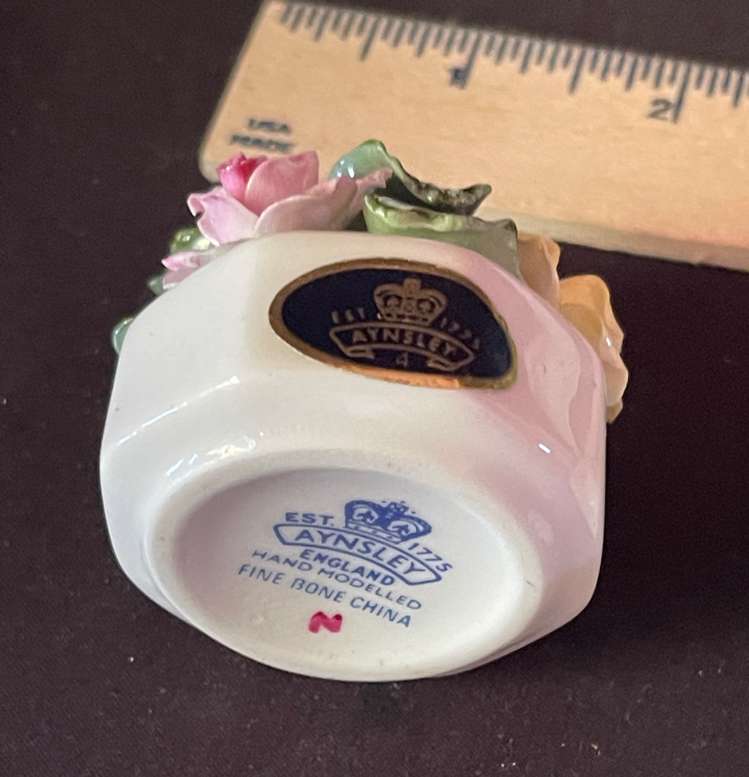 1
2
USA
MADE
EST 1775
AYNSLEY
4
EST. 1775
AYNSLEY
ENGLAND
HAND MODELLED
FINE BONE CHINA
N